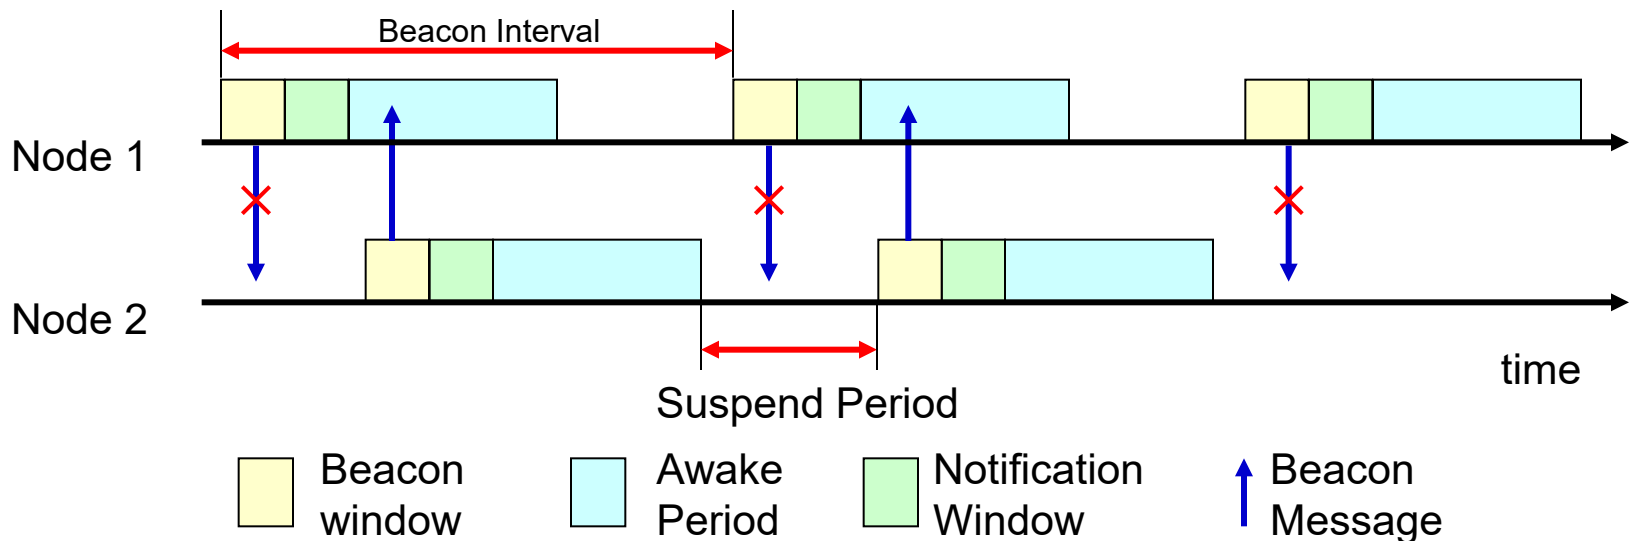 Beacon Interval
Node 1
Node 2
time
Suspend Period
Beacon
window
Awake
Period
Notification
Window
Beacon
Message